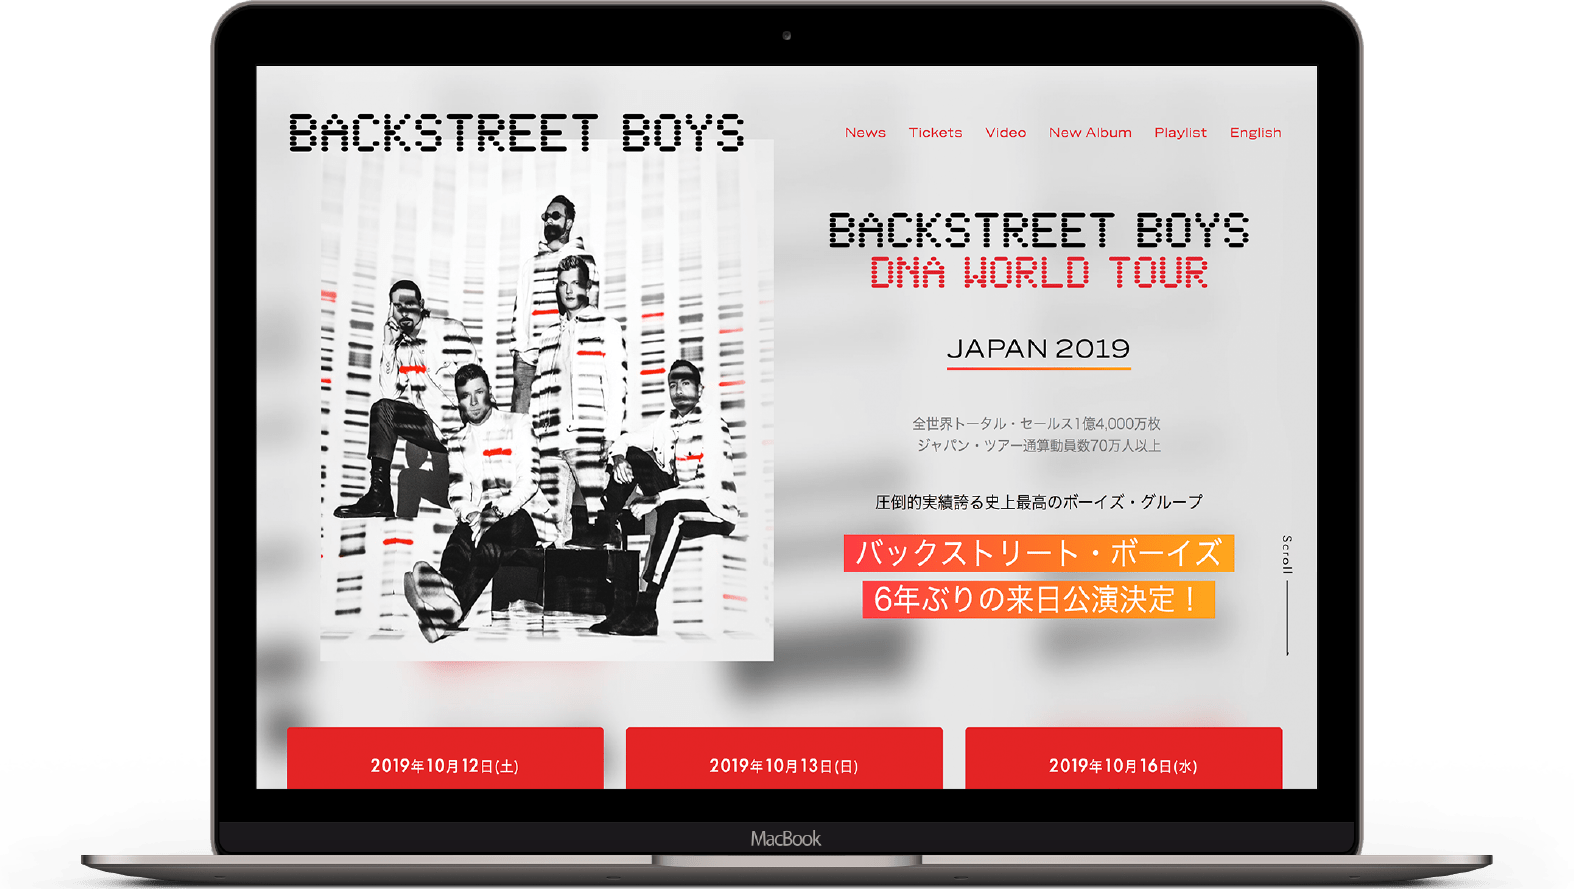 BACKSTREET BOYS
News Tickets Video New Album Playlist English
BACKSTREET BOYS
DNA WORLD TOUR
JAPAN 2019
全世界トータル・セールス1億4,000万枚
ジャパン・ツアー通算動員数70万人以上
圧倒的実績誇る史上最高のボーイズ・グループ
バックストリート・ボーイズ
6年ぶりの来日公演決定！
Scroll
2019年10月12日(土)
2019年10月13日(日)
2019年10月16日(水)
MacBook